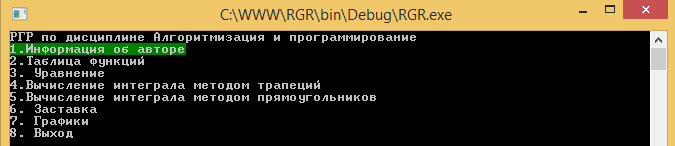 C:\WWW\RGR\bin\Debug\RGR.exe
РГР по дисциплине Алгоритмизация и программирование
1.Информация об авторе
2.Таблица функций
3. Уравнение
4.Вычисление интеграла методом трапеций
5.Вычисление интеграла методом прямоугольников
6. Заставка
7. Графики
8. Выход